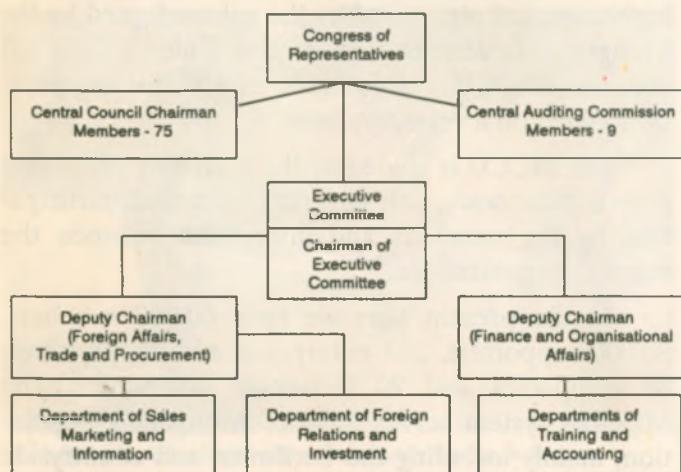 Congress of
Representatives
Central Council Chairman
Members - 75
Central Auditing Commission
Members - 9
Executive
Committee
Chairman of
Executive
Committee
Deputy Chairman
(Foreign Affairs,
Trade and Procurement)
Deputy Chairman
(Finance and Organisational
Affairs)
Department of Sales
Marketing and
Information
Department of Foreign
Relations and
Investment
Departments of
Training and
Accounting